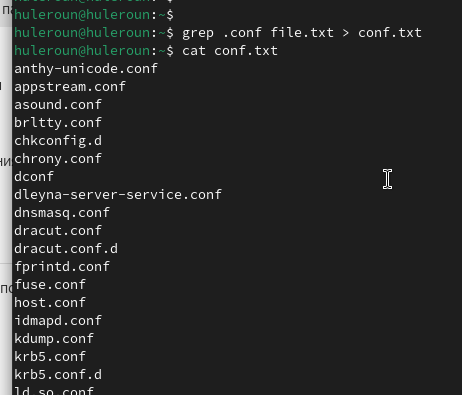 huleroun@huleroun:~$
huleroun@huleroun:~$ grep .conf file.txt > conf.txt
huleroun@huleroun:~$ cat conf.txt
anthy-unicode.conf
appstream.conf
asound.conf
brltty.conf
chkconfig.d
chrony.conf
dconf
dleyna-server-service.conf
dnsmasq.conf
dracut.conf
dracut.conf.d
fprintd.conf
fuse.conf
host.conf
idmapd.conf
kdump.conf
krb5.conf
krb5.conf.d
ld.so.conf